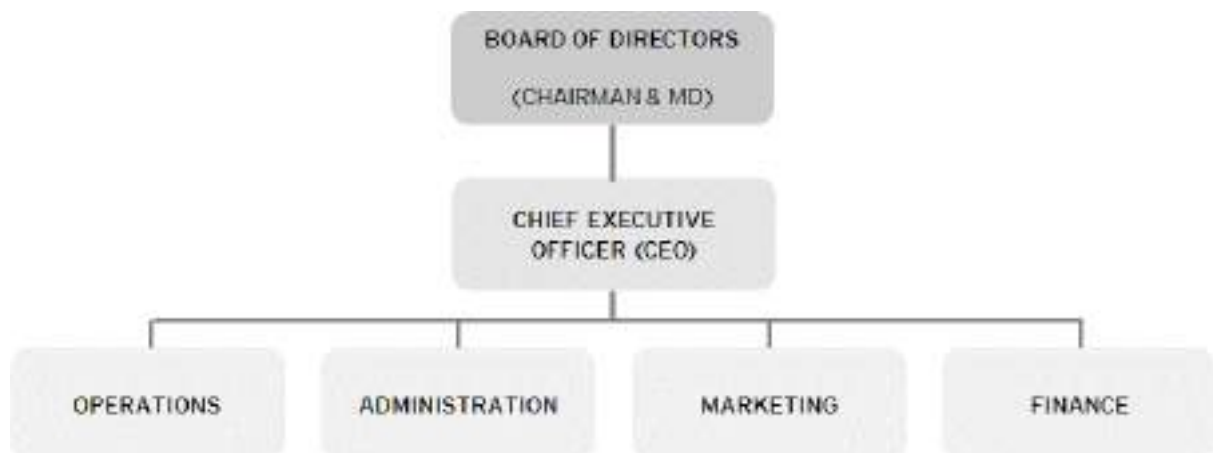 BOARD OF DIRECTORS
(CHAIRMAN & MD)
CHIEF EXECUTIVE
OFFICER (CEO)
OPERATIONS
ADMINISTRATION
MARKETING
FINANCE